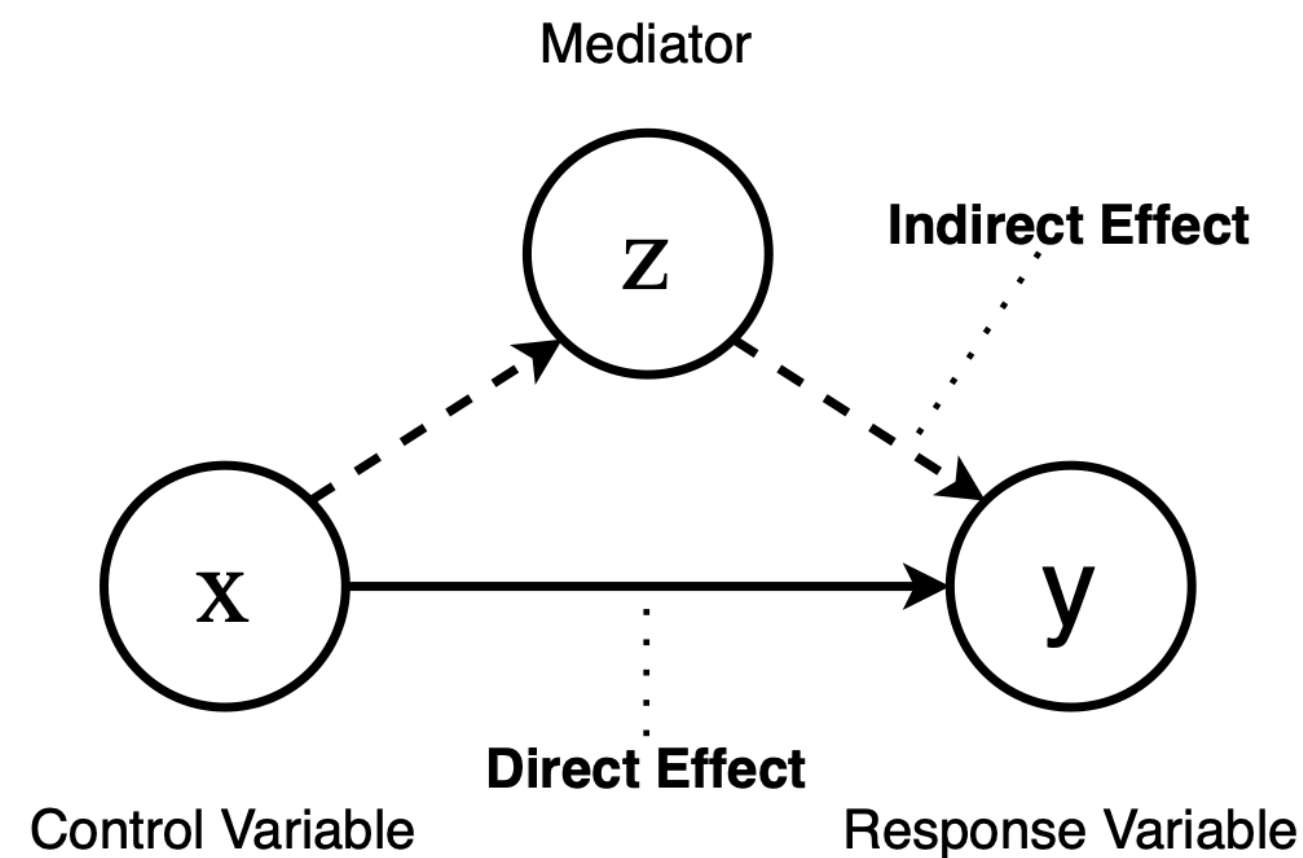 Mediator
Indirect Effect
z
x
y
Direct Effect
Control Variable
Response Variable